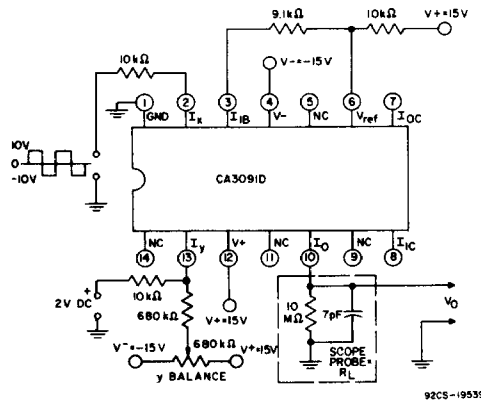 9.1kΩ
10kΩ
V+=15V
10kΩ
V-=-15V
1
2
3
4
5
6
7
GND
Ix
IIB
V-
NC
Vref
IOC
10V
0
-10V
CA3091D
NC
Iy
V+
NC
IO
NC
IIC
14
13
12
11
10
9
8
+
2V DC
10kΩ
680kΩ
V+=15V
10
MΩ
7pF
VO
V-=-15V
680kΩ
V+=15V
y BALANCE
SCOPE
PROBE=
RL
92CS-19539